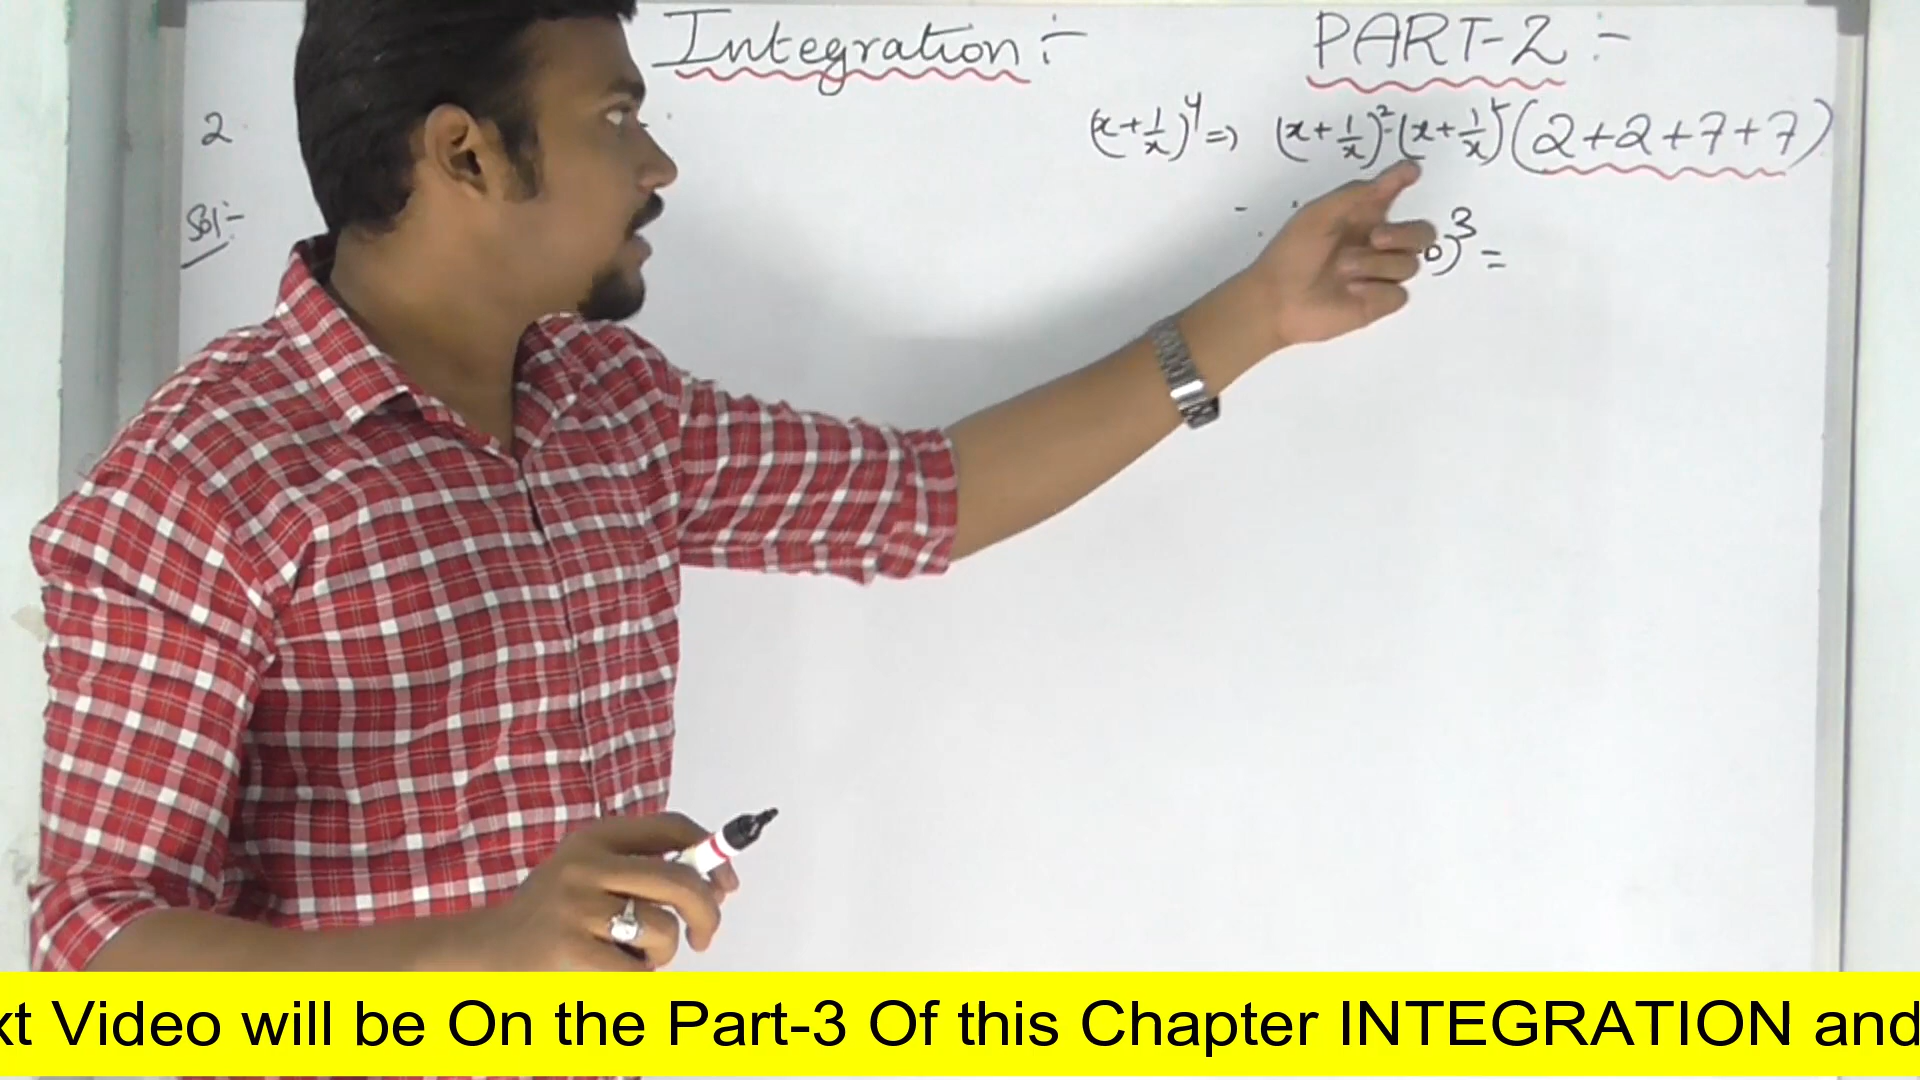 Integration :- PART-2 :-
2 (x+1/x)^4 => (x+1/x)^2 (x+1/x)^2 (2+2+7+7)
Sol:- )^3 =
xt Video will be On the Part-3 Of this Chapter INTEGRATION and